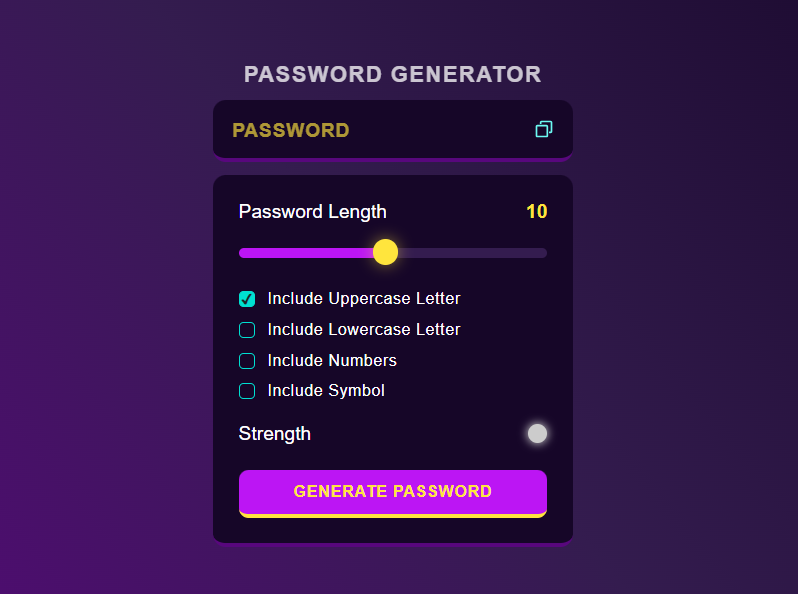 PASSWORD GENERATOR
PASSWORD
Password Length 10
Include Uppercase Letter
Include Lowercase Letter
Include Numbers
Include Symbol
Strength
GENERATE PASSWORD